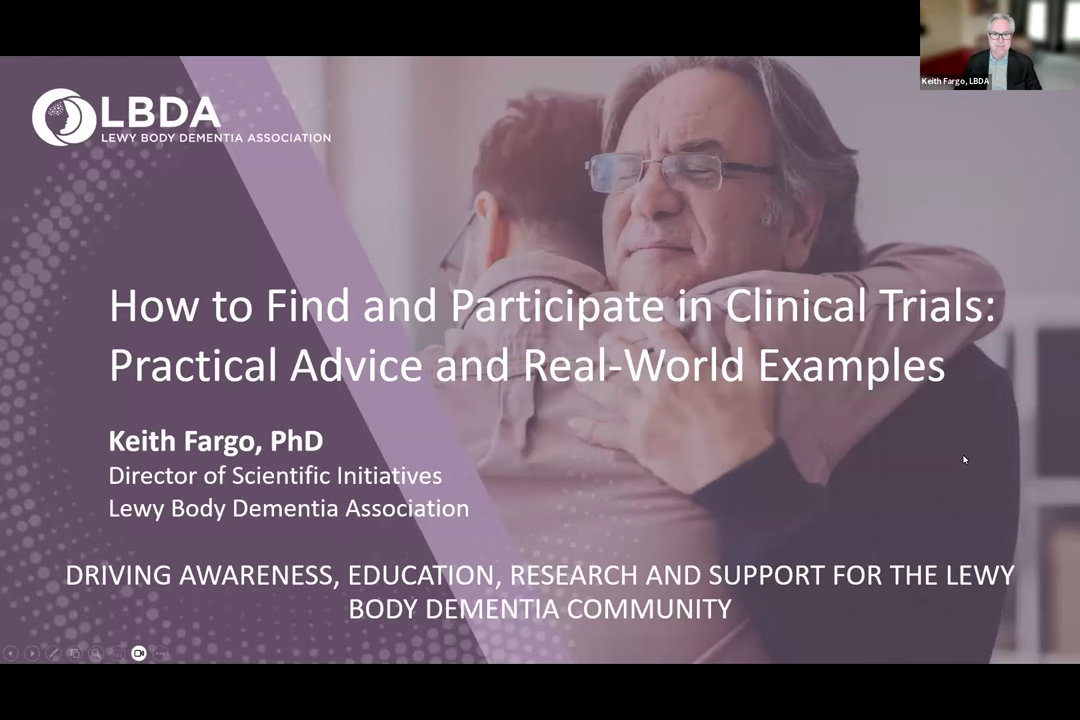 Keith Fargo, LBDA
LBDA
LEWY BODY DEMENTIA ASSOCIATION
How to Find and Participate in Clinical Trials:
Practical Advice and Real-World Examples
Keith Fargo, PhD
Director of Scientific Initiatives
Lewy Body Dementia Association
DRIVING AWARENESS, EDUCATION, RESEARCH AND SUPPORT FOR THE LEWY
BODY DEMENTIA COMMUNITY